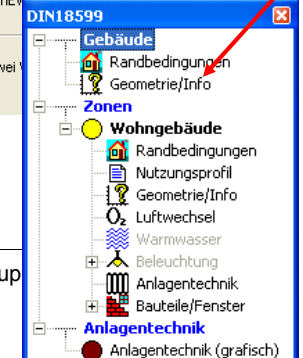 DIN18599
Gebäude
Randbedingungen
Geometrie/Info
Zonen
Wohngebäude
Randbedingungen
Nutzungsprofil
Geometrie/Info
O₂ Luftwechsel
Warmwasser
Beleuchtung
Anlagentechnik
Bauteile/Fenster
Anlagentechnik
Anlagentechnik (grafisch)